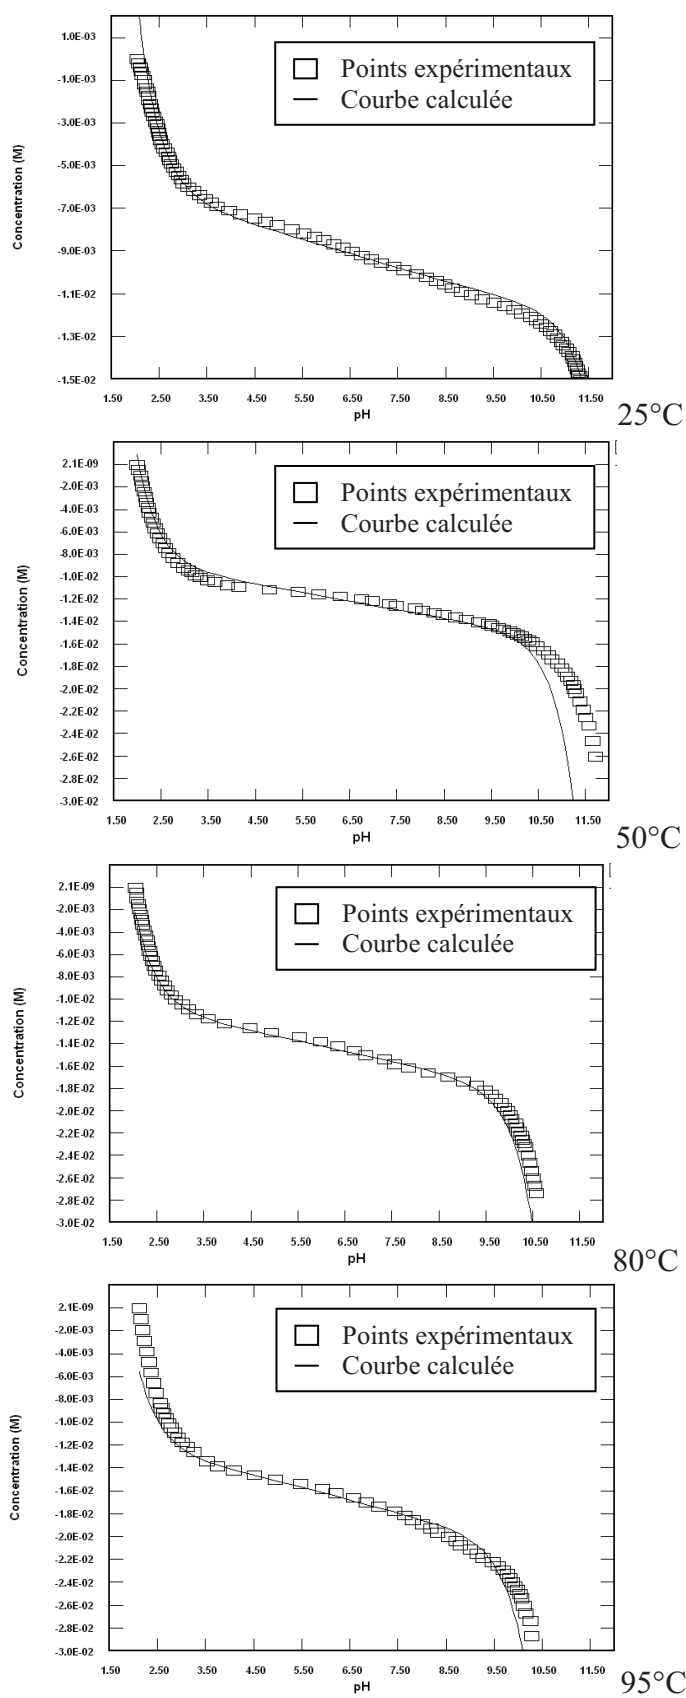 Concentration (M)
1.0E-03
-1.0E-03
-3.0E-03
-5.0E-03
-7.0E-03
-9.0E-03
-1.1E-02
-1.3E-02
-1.5E-02
Points expérimentaux
Courbe calculée
1.50 2.50 3.50 4.50 5.50 6.50 7.50 8.50 9.50 10.50 11.50
pH
25°C
Concentration (M)
2.1E-09
-2.0E-03
-4.0E-03
-6.0E-03
-8.0E-03
-1.0E-02
-1.2E-02
-1.4E-02
-1.6E-02
-1.8E-02
-2.0E-02
-2.2E-02
-2.4E-02
-2.6E-02
-2.8E-02
-3.0E-02
Points expérimentaux
Courbe calculée
1.50 2.50 3.50 4.50 5.50 6.50 7.50 8.50 9.50 10.50 11.50
pH
50°C
Concentration (M)
2.1E-09
-2.0E-03
-4.0E-03
-6.0E-03
-8.0E-03
-1.0E-02
-1.2E-02
-1.4E-02
-1.6E-02
-1.8E-02
-2.0E-02
-2.2E-02
-2.4E-02
-2.6E-02
-2.8E-02
-3.0E-02
Points expérimentaux
Courbe calculée
1.50 2.50 3.50 4.50 5.50 6.50 7.50 8.50 9.50 10.50 11.50
pH
80°C
Concentration (M)
2.1E-09
-2.0E-03
-4.0E-03
-6.0E-03
-8.0E-03
-1.0E-02
-1.2E-02
-1.4E-02
-1.6E-02
-1.8E-02
-2.0E-02
-2.2E-02
-2.4E-02
-2.6E-02
-2.8E-02
-3.0E-02
Points expérimentaux
Courbe calculée
1.50 2.50 3.50 4.50 5.50 6.50 7.50 8.50 9.50 10.50 11.50
pH
95°C